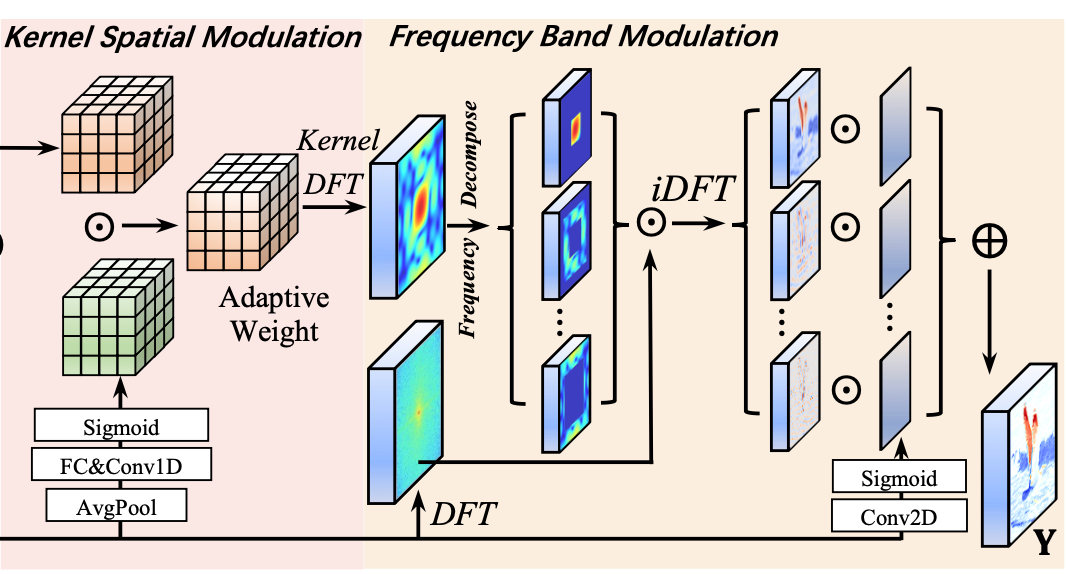 Kernel Spatial Modulation
Frequency Band Modulation
Kernel
DFT
Decompose
Frequency
iDFT
Adaptive
Weight
Sigmoid
FC&Conv1D
AvgPool
DFT
Sigmoid
Conv2D
Y